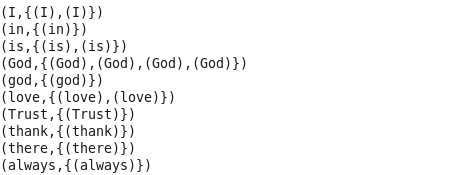 (I,{(I),(I)})
(in,{(in)})
(is,{(is),(is)})
(God,{(God),(God),(God),(God)})
(god,{(god)})
(love,{(love),(love)})
(Trust,{(Trust)})
(thank,{(thank)})
(there,{(there)})
(always,{(always)})